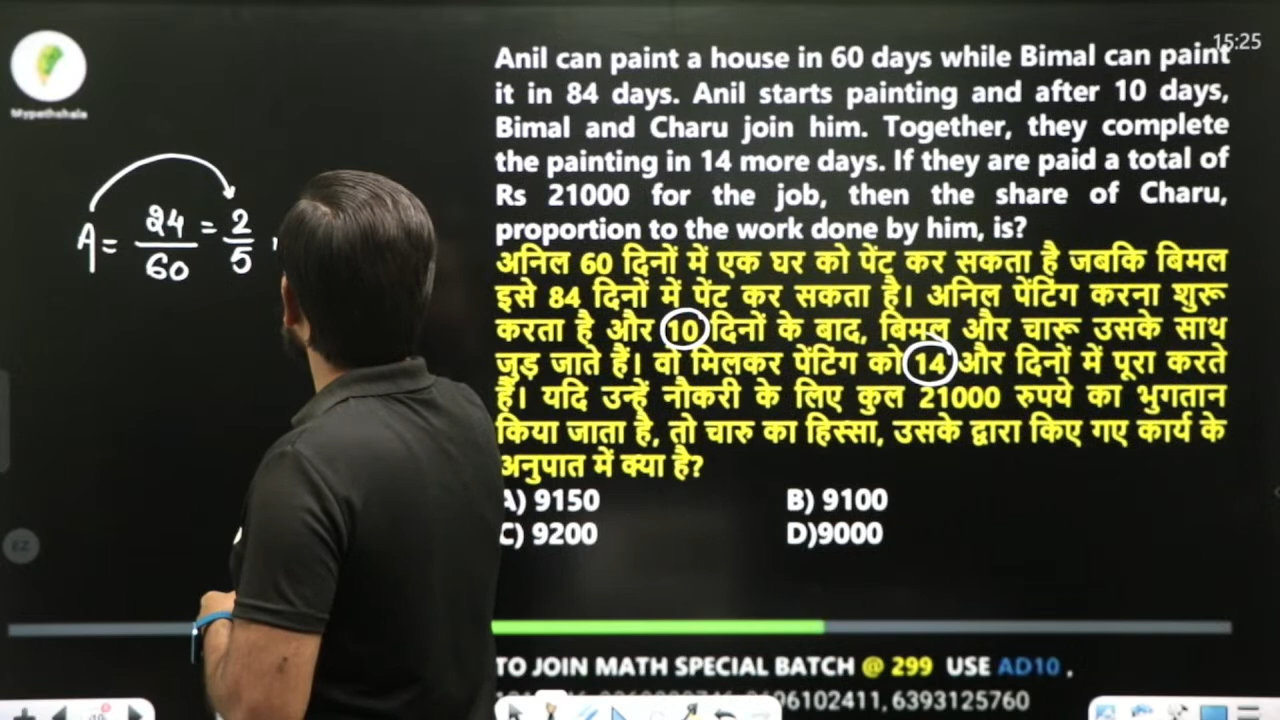 15:25
Mypathshala
Anil can paint a house in 60 days while Bimal can paint
it in 84 days. Anil starts painting and after 10 days,
Bimal and Charu join him. Together, they complete
the painting in 14 more days. If they are paid a total of
Rs 21000 for the job, then the share of Charu,
proportion to the work done by him, is?
A = 24/60 = 2/5
अनिल 60 दिनों में एक घर को पेंट कर सकता है जबकि बिमल
इसे 84 दिनों में पेंट कर सकता है। अनिल पेंटिंग करना शुरू
करता है और 10 दिनों के बाद, बिमल और चारू उसके साथ
जुड़ जाते हैं। वो मिलकर पेंटिंग को 14 और दिनों में पूरा करते
हैं। यदि उन्हें नौकरी के लिए कुल 21000 रुपये का भुगतान
किया जाता है, तो चारु का हिस्सा, उसके द्वारा किए गए कार्य के
अनुपात में क्या है?
A) 9150 B) 9100
C) 9200 D)9000
EZ
TO JOIN MATH SPECIAL BATCH @ 299 USE AD10 ,
6393125760